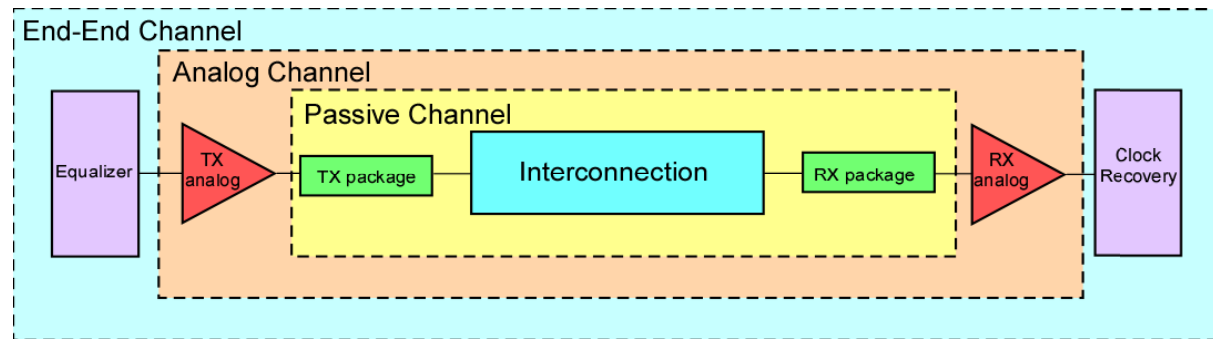 End-End Channel
Analog Channel
Passive Channel
Equalizer
TX
analog
TX package
Interconnection
RX package
RX
analog
Clock
Recovery